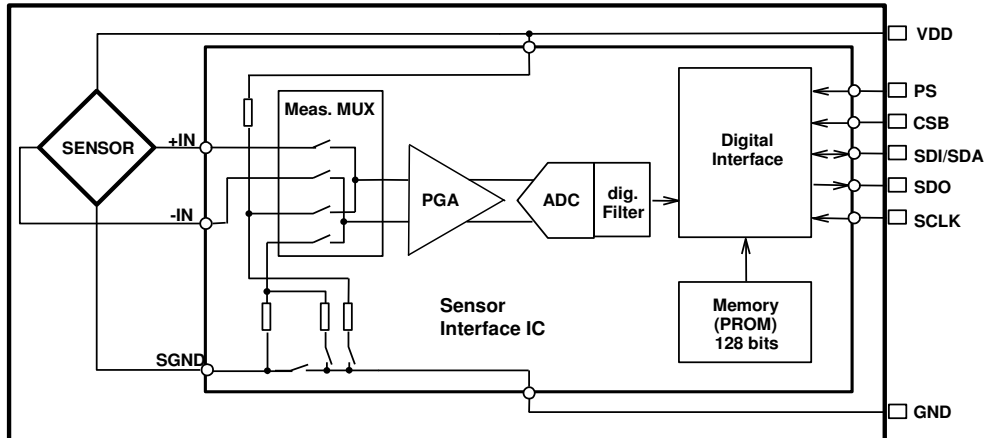 VDD
PS
CSB
SDI/SDA
SDO
SCLK
GND
SENSOR
+IN
-IN
SGND
Meas. MUX
PGA
ADC
dig.
Filter
Digital
Interface
Memory
(PROM)
128 bits
Sensor
Interface IC